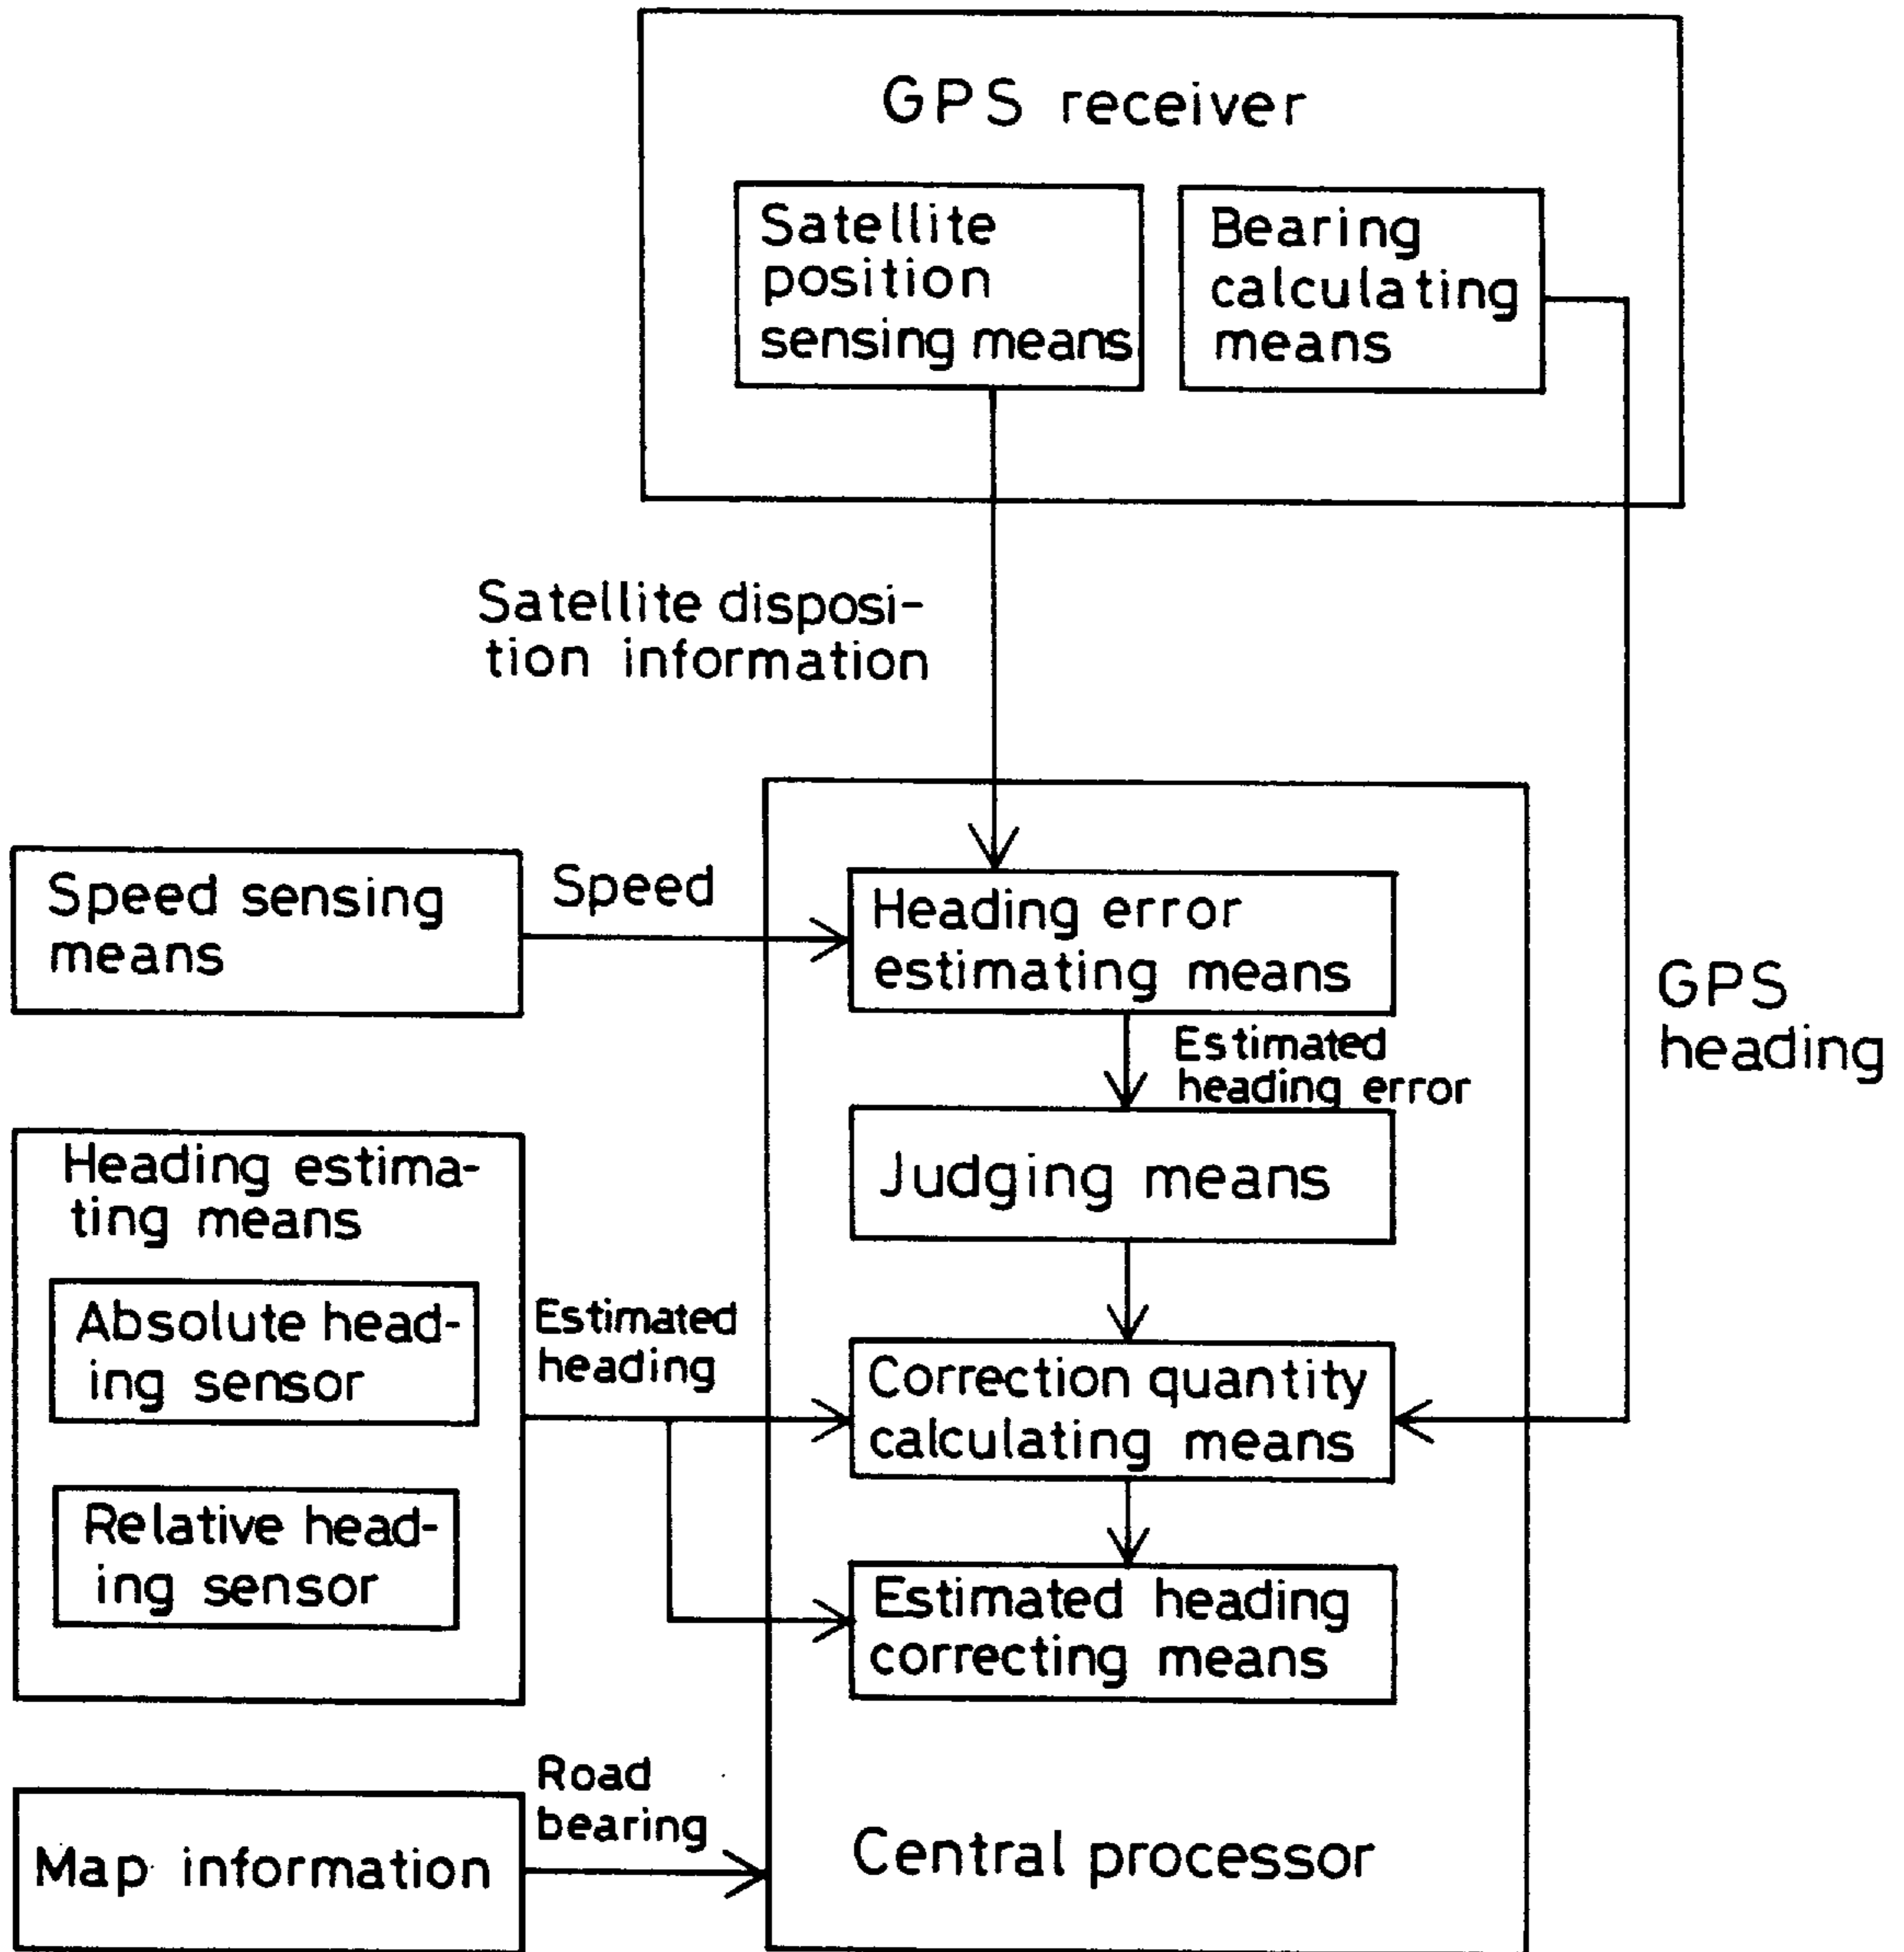 GPS receiver
Satellite
position
sensing means
Bearing
calculating
means
Satellite disposi-
tion information
Speed sensing
means
Speed
Heading error
estimating means
GPS
heading
Estimated
heading error
Judging means
Heading estima-
ting means
Absolute head-
ing sensor
Relative head-
ing sensor
Estimated
heading
Correction quantity
calculating means
Estimated heading
correcting means
Map information
Road
bearing
Central processor